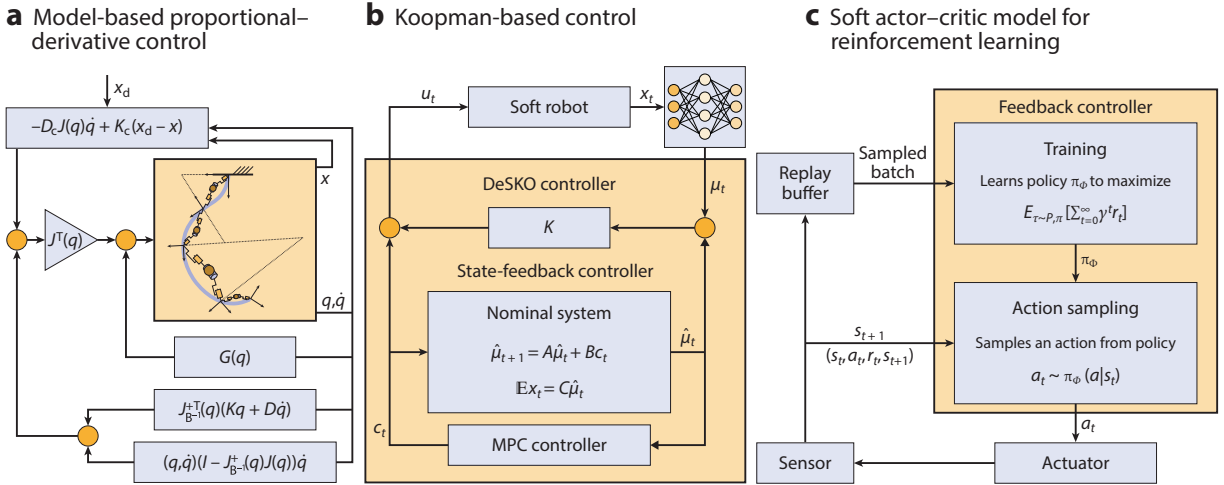 a Model-based proportional–
derivative control
x_d
−D_cJ(q)q̇ + K_c(x_d − x)
x
J^T(q)
q,q̇
G(q)
J^{+T}_{B−1}(q)(Kq + Dq̇)
(q,q̇)(I − J^+_{B−1}(q)J(q))q̇
b Koopman-based control
u_t
Soft robot
x_t
μ_t
DeSKO controller
K
State-feedback controller
Nominal system
μ̂_{t+1} = Aμ̂_t + Bc_t
𝔼x_t = Cμ̂_t
μ̂_t
c_t
MPC controller
c Soft actor–critic model for
reinforcement learning
Feedback controller
Training
Learns policy π_Φ to maximize
E_{τ∼P,π} [∑^∞_{t=0} γ^t r_t]
Replay
buffer
Sampled
batch
π_Φ
Action sampling
Samples an action from policy
a_t ∼ π_Φ (a|s_t)
s_{t+1}
(s_t, a_t, r_t, s_{t+1})
a_t
Sensor
Actuator